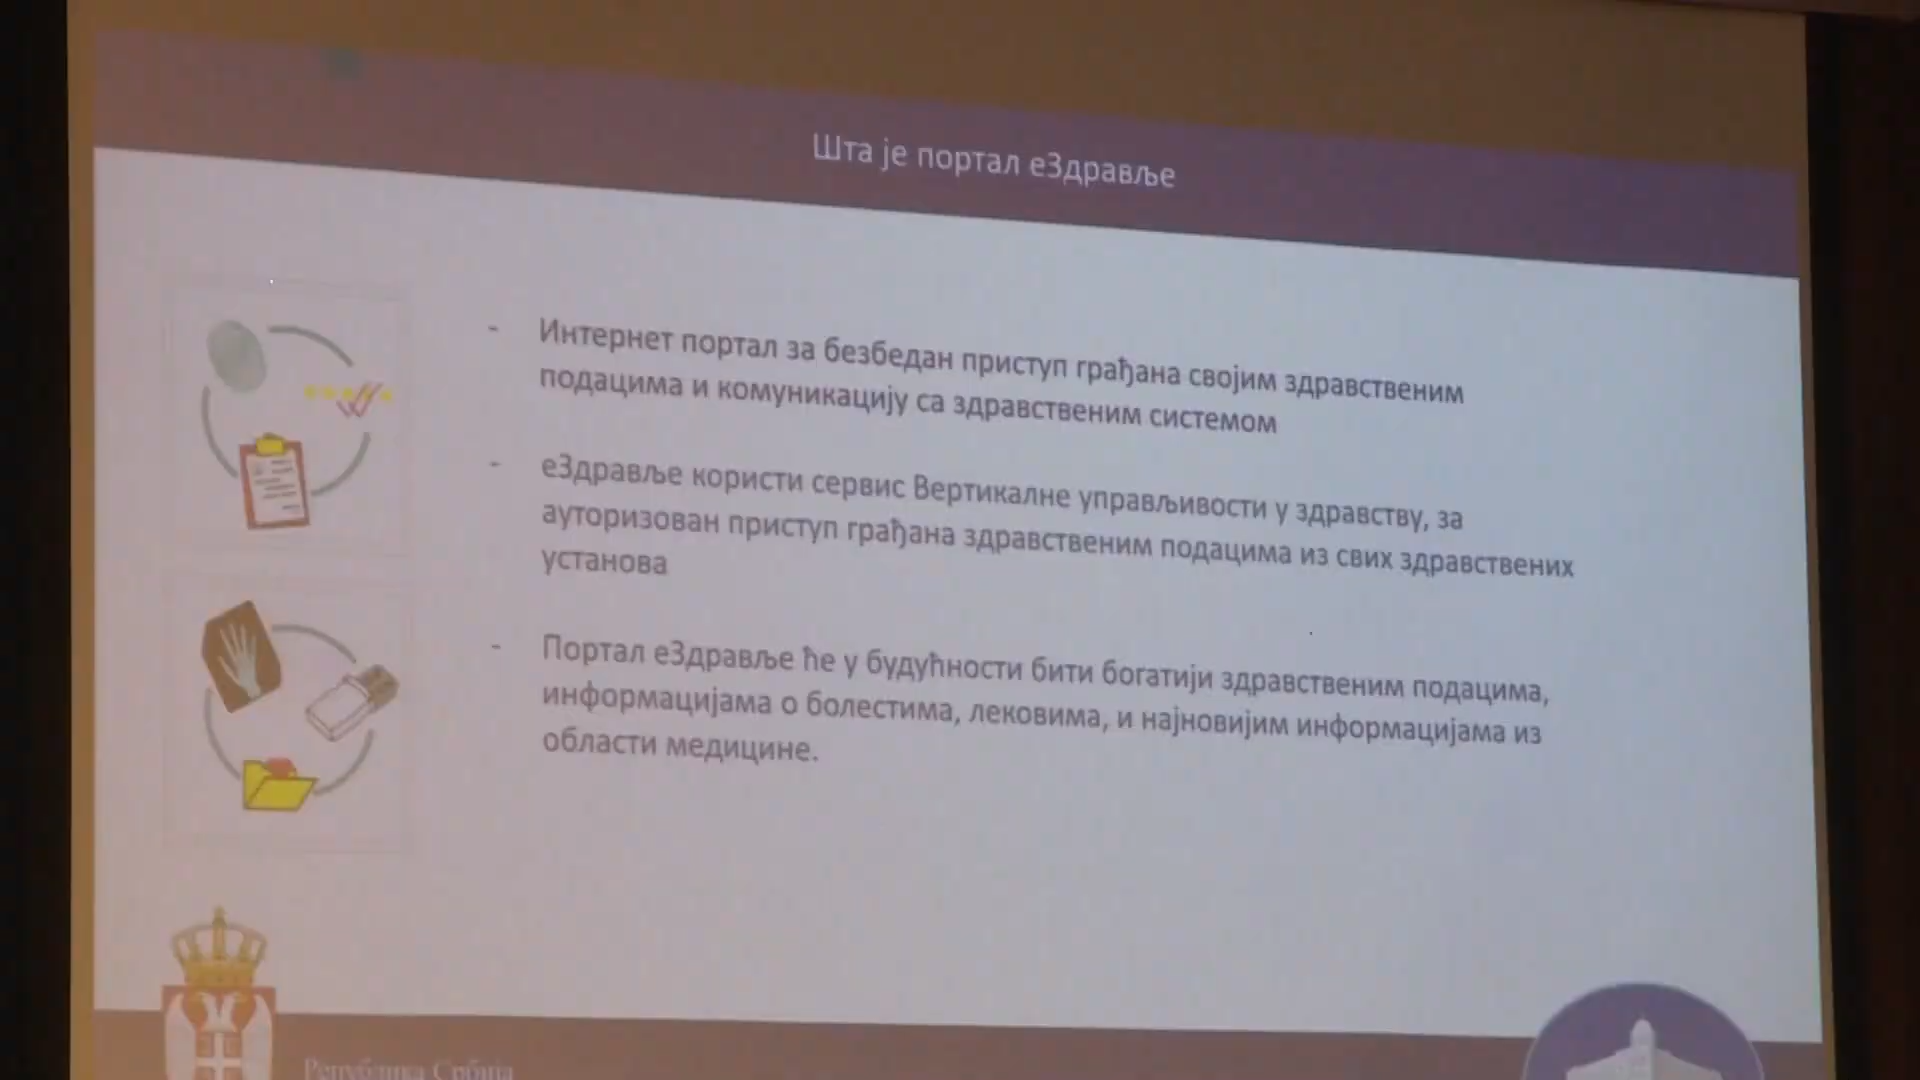 Шта је портал еЗдравље
- Интернет портал за безбедан приступ грађана својим здравственим
подацима и комуникацију са здравственим системом
- еЗдравље користи сервис Вертикалне управљивости у здравству, за
ауторизован приступ грађана здравственим подацима из свих здравствених
установа
- Портал еЗдравље ће у будућности бити богатији здравственим подацима,
информацијама о болестима, лековима, и најновијим информацијама из
области медицине.
Република Србија